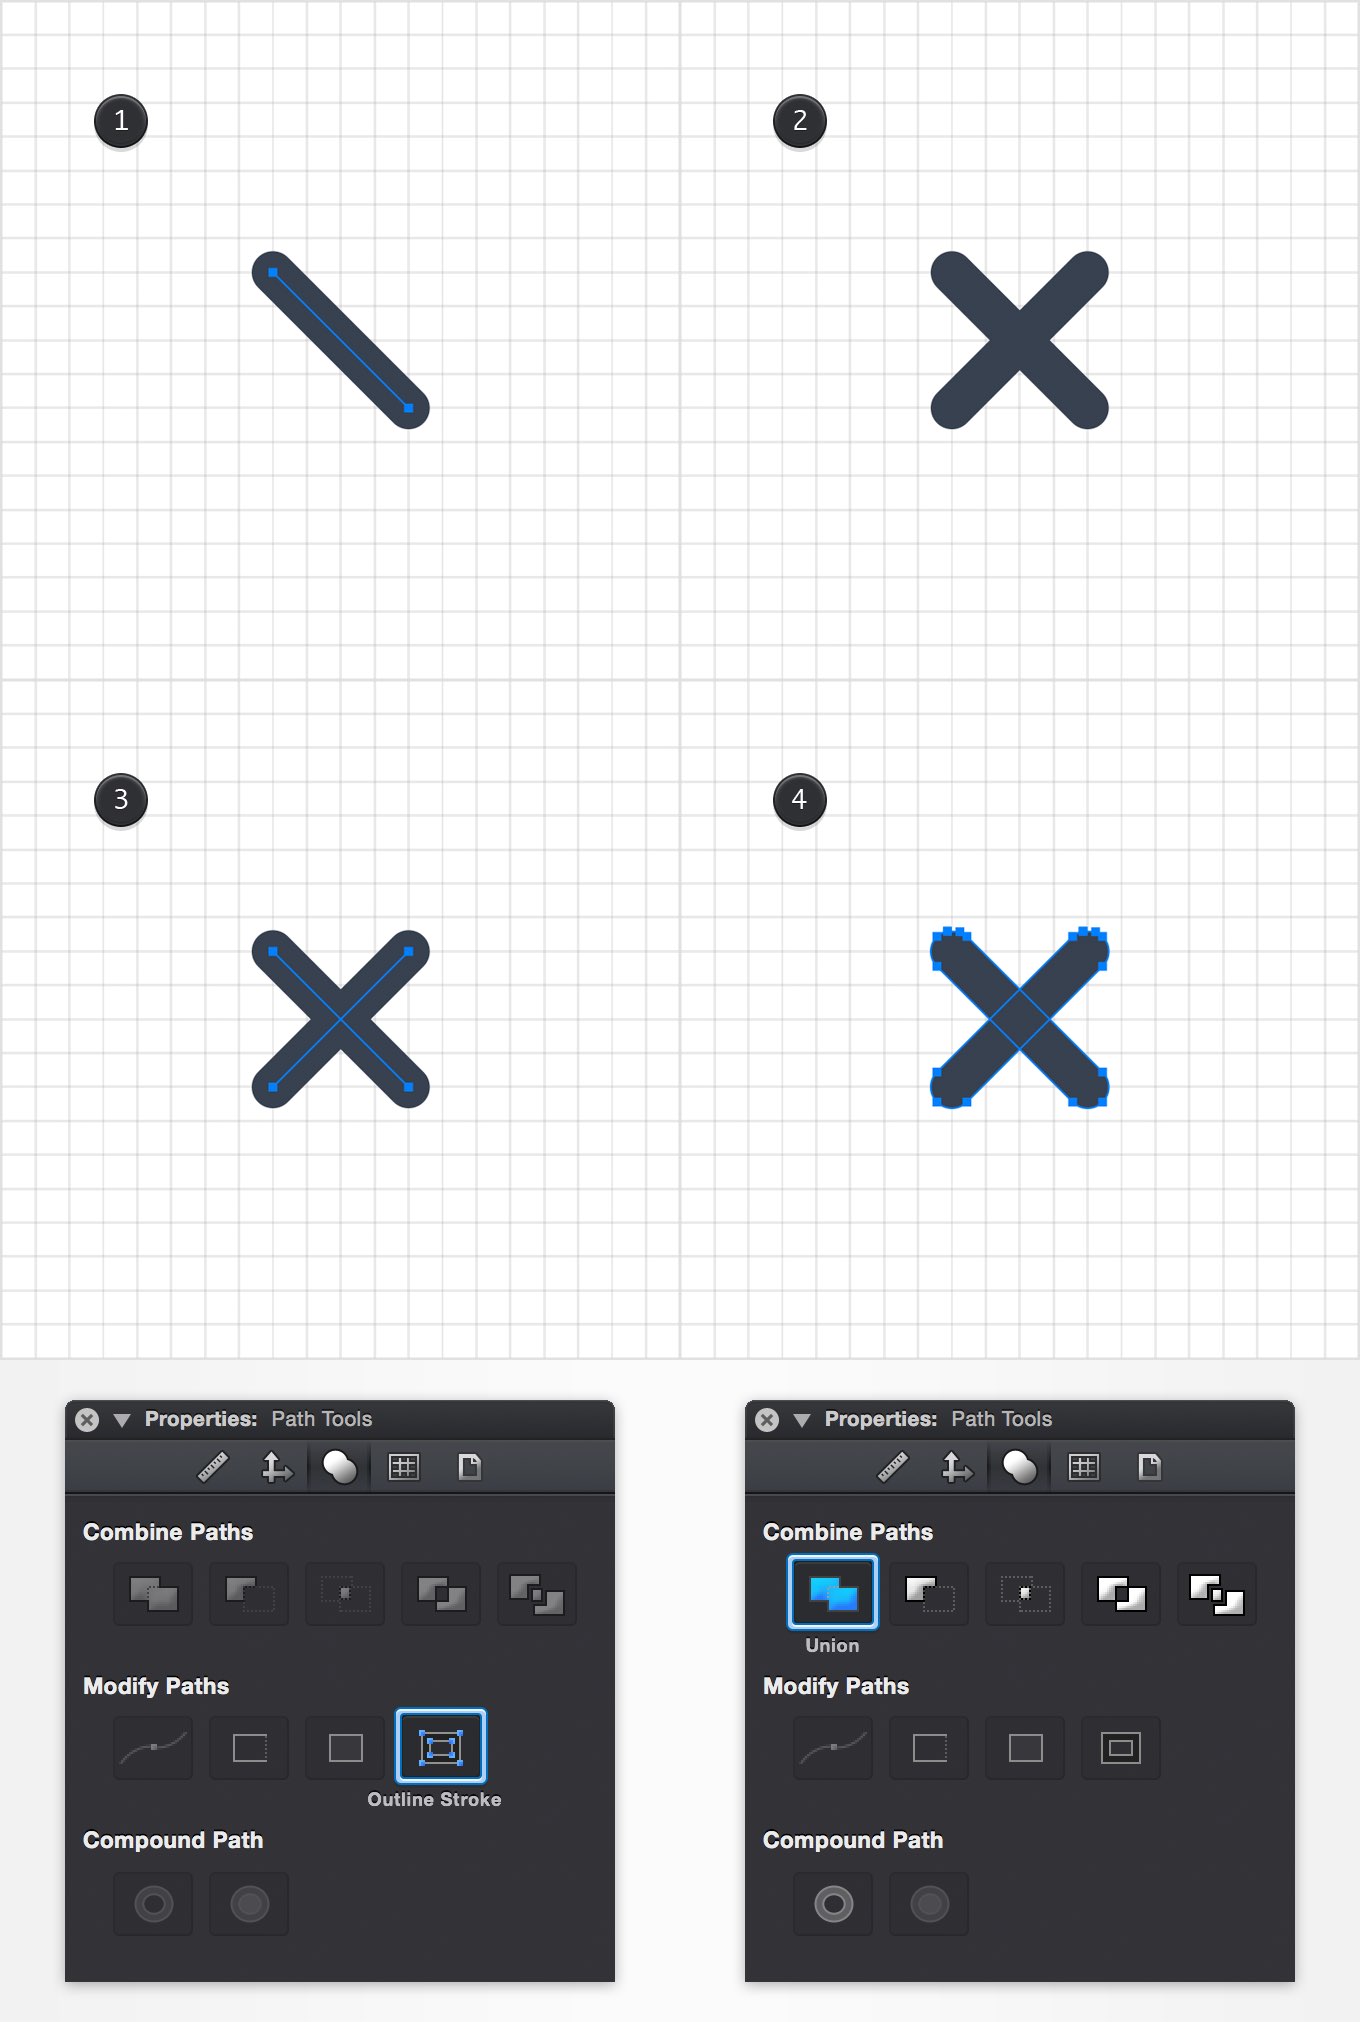 1
2
3
4
Properties: Path Tools
Combine Paths
Modify Paths
Outline Stroke
Compound Path
Properties: Path Tools
Combine Paths
Union
Modify Paths
Compound Path